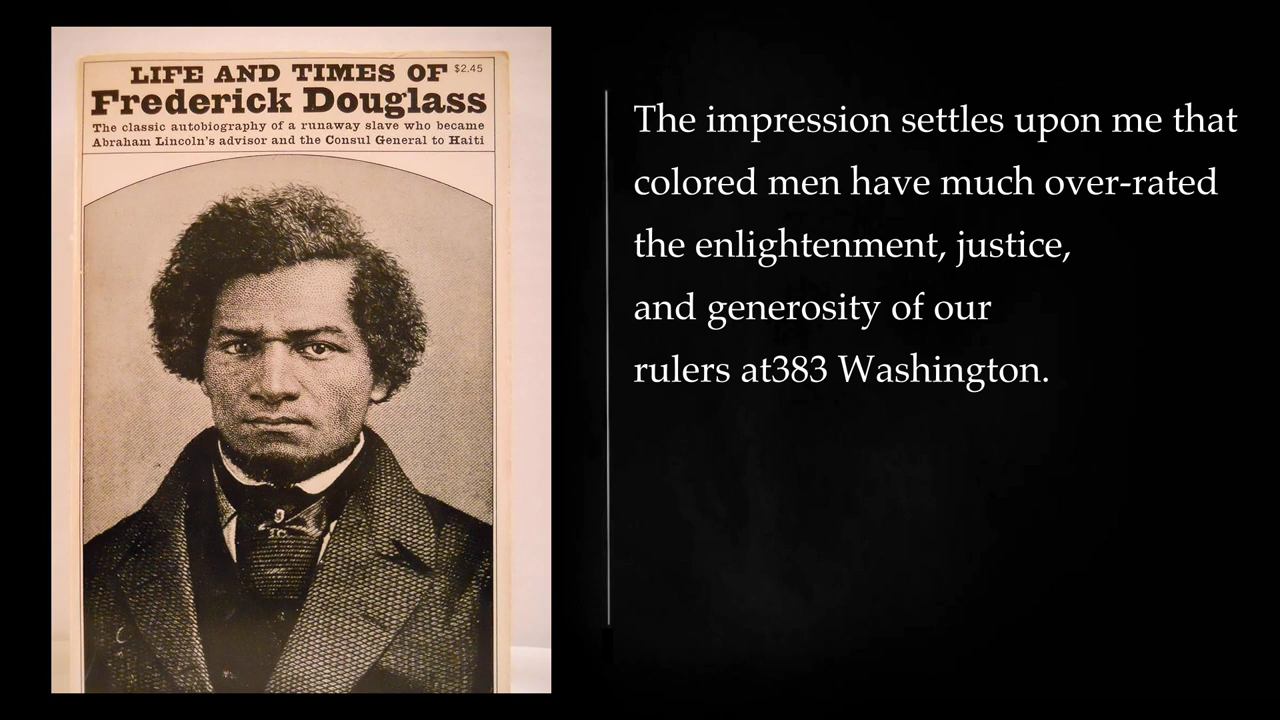 LIFE AND TIMES OF $2.45
Frederick Douglass
The classic autobiography of a runaway slave who became
Abraham Lincoln's advisor and the Consul General to Haiti
The impression settles upon me that
colored men have much over-rated
the enlightenment, justice,
and generosity of our
rulers at383 Washington.